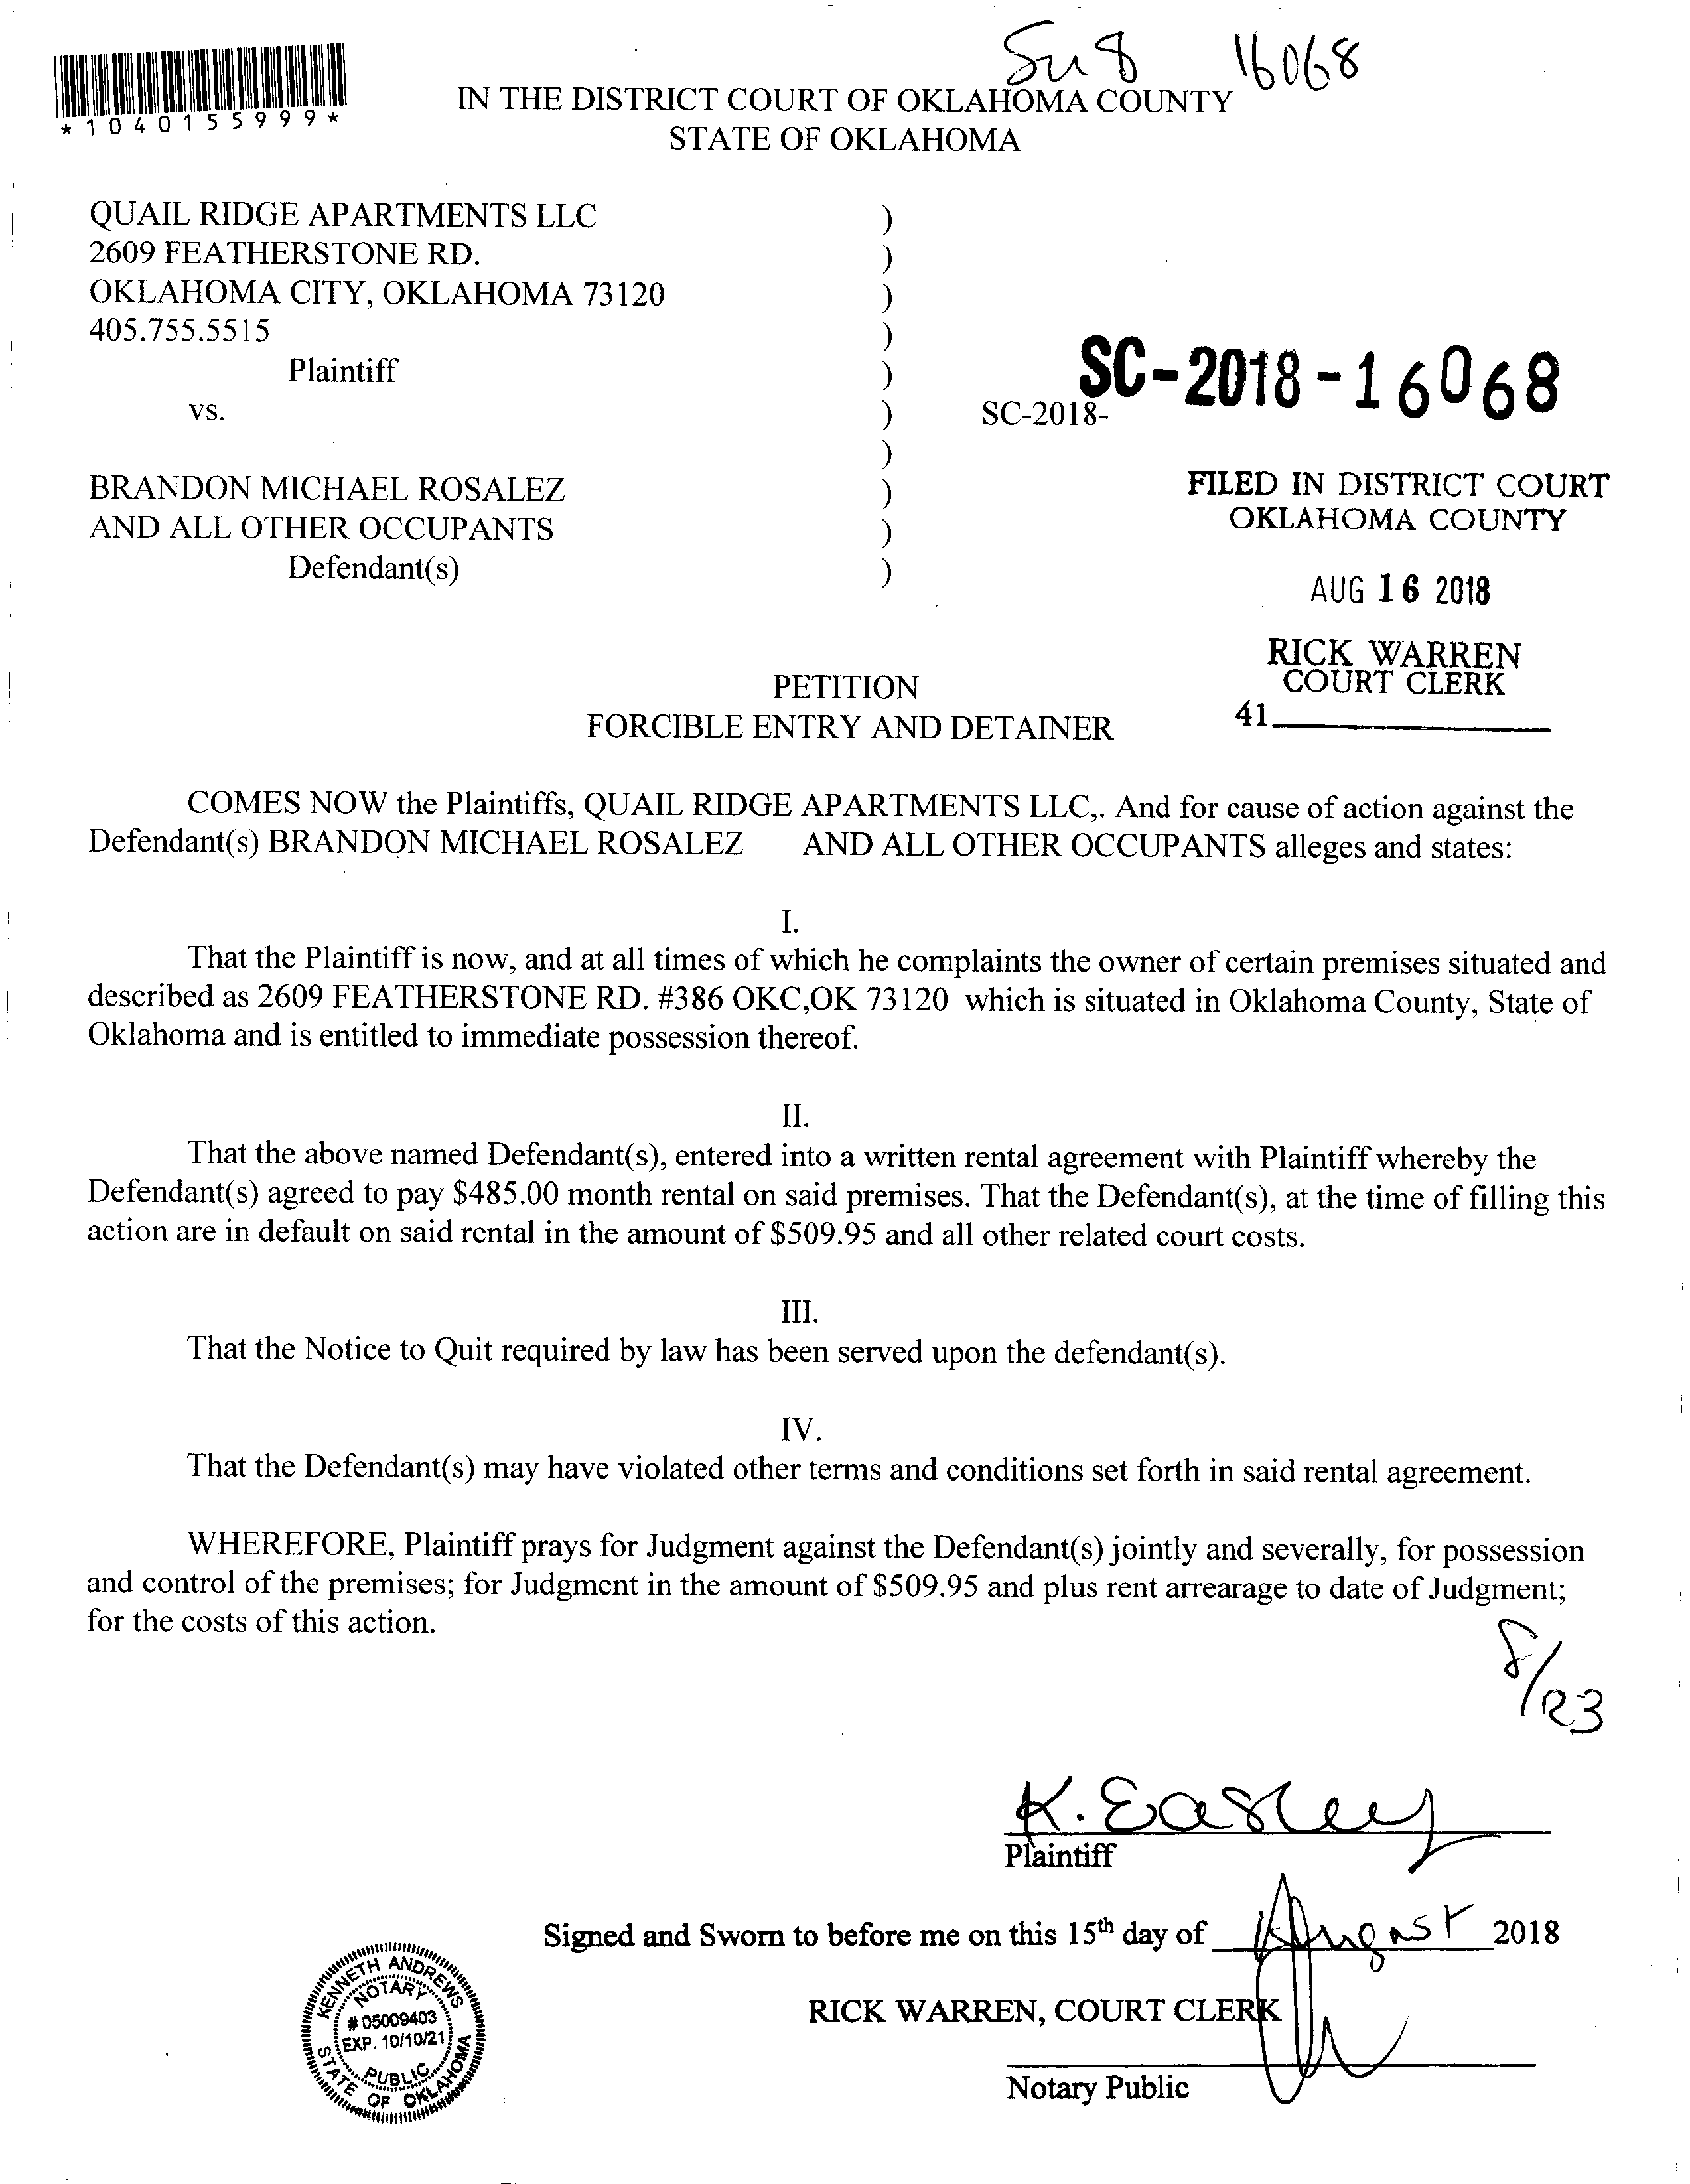 Su 8 16068
*1040155999*
IN THE DISTRICT COURT OF OKLAHOMA COUNTY
STATE OF OKLAHOMA
QUAIL RIDGE APARTMENTS LLC )
2609 FEATHERSTONE RD. )
OKLAHOMA CITY, OKLAHOMA 73120 )
405.755.5515 )
Plaintiff )
SC-2018-16068
vs. ) SC-2018-
)
BRANDON MICHAEL ROSALEZ )
AND ALL OTHER OCCUPANTS )
Defendant(s) )
FILED IN DISTRICT COURT
OKLAHOMA COUNTY
AUG 16 2018
RICK WARREN
COURT CLERK
41
PETITION
FORCIBLE ENTRY AND DETAINER
COMES NOW the Plaintiffs, QUAIL RIDGE APARTMENTS LLC,. And for cause of action against the
Defendant(s) BRANDON MICHAEL ROSALEZ AND ALL OTHER OCCUPANTS alleges and states:
I.
That the Plaintiff is now, and at all times of which he complaints the owner of certain premises situated and
described as 2609 FEATHERSTONE RD. #386 OKC,OK 73120 which is situated in Oklahoma County, State of
Oklahoma and is entitled to immediate possession thereof.
II.
That the above named Defendant(s), entered into a written rental agreement with Plaintiff whereby the
Defendant(s) agreed to pay $485.00 month rental on said premises. That the Defendant(s), at the time of filling this
action are in default on said rental in the amount of $509.95 and all other related court costs.
III.
That the Notice to Quit required by law has been served upon the defendant(s).
IV.
That the Defendant(s) may have violated other terms and conditions set forth in said rental agreement.
WHEREFORE, Plaintiff prays for Judgment against the Defendant(s) jointly and severally, for possession
and control of the premises; for Judgment in the amount of $509.95 and plus rent arrearage to date of Judgment;
for the costs of this action.
8/23
K. Easley
Plaintiff
Signed and Sworn to before me on this 15th day of August 2018
RICK WARREN, COURT CLERK
Notary Public
KENNETH ANDREWS
NOTARY
# 05009403
EXP. 10/10/21
PUBLIC
STATE OF OKLAHOMA